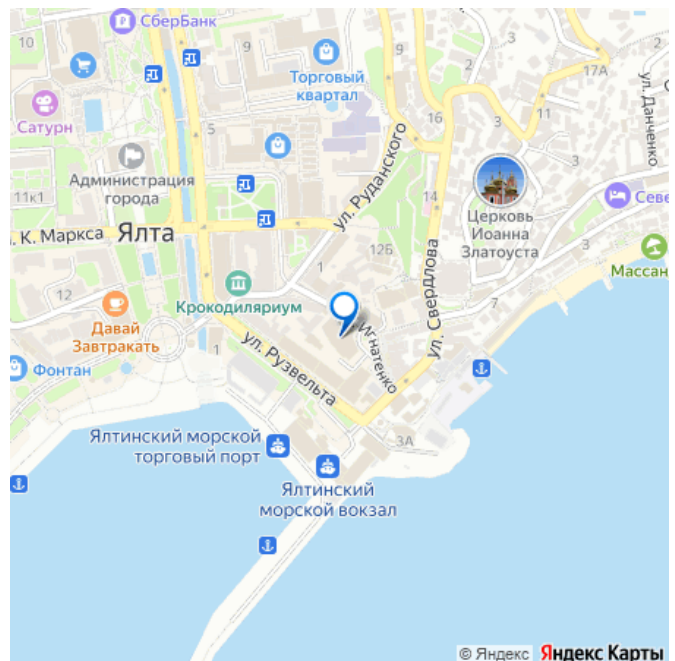 СберБанк
10
9
9
3
2
Торговый
квартал
17А
ул. Данченко
Сатурн
5
16
3
11
Администрация
города
11к1
14
ул. Руданского
Севе
К. Маркса
Ялта
12Б
Церковь
Иоанна
Златоуста
3
Массан
1
Крокодиляриум
12
7
Давай
Завтракать
Игнатенко
ул. Свердлова
1
ул. Рузвельта
Фонтан
Ялтинский морской
торговый порт
3А
Ялтинский
морской вокзал
© Яндекс Яндекс Карты